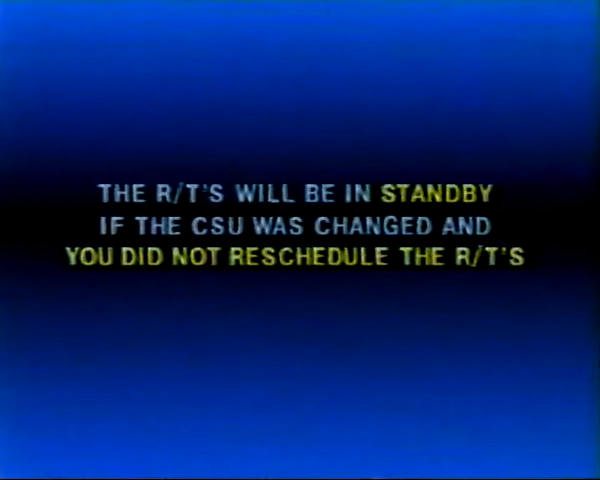 THE R/T'S WILL BE IN STANDBY
IF THE CSU WAS CHANGED AND
YOU DID NOT RESCHEDULE THE R/T'S